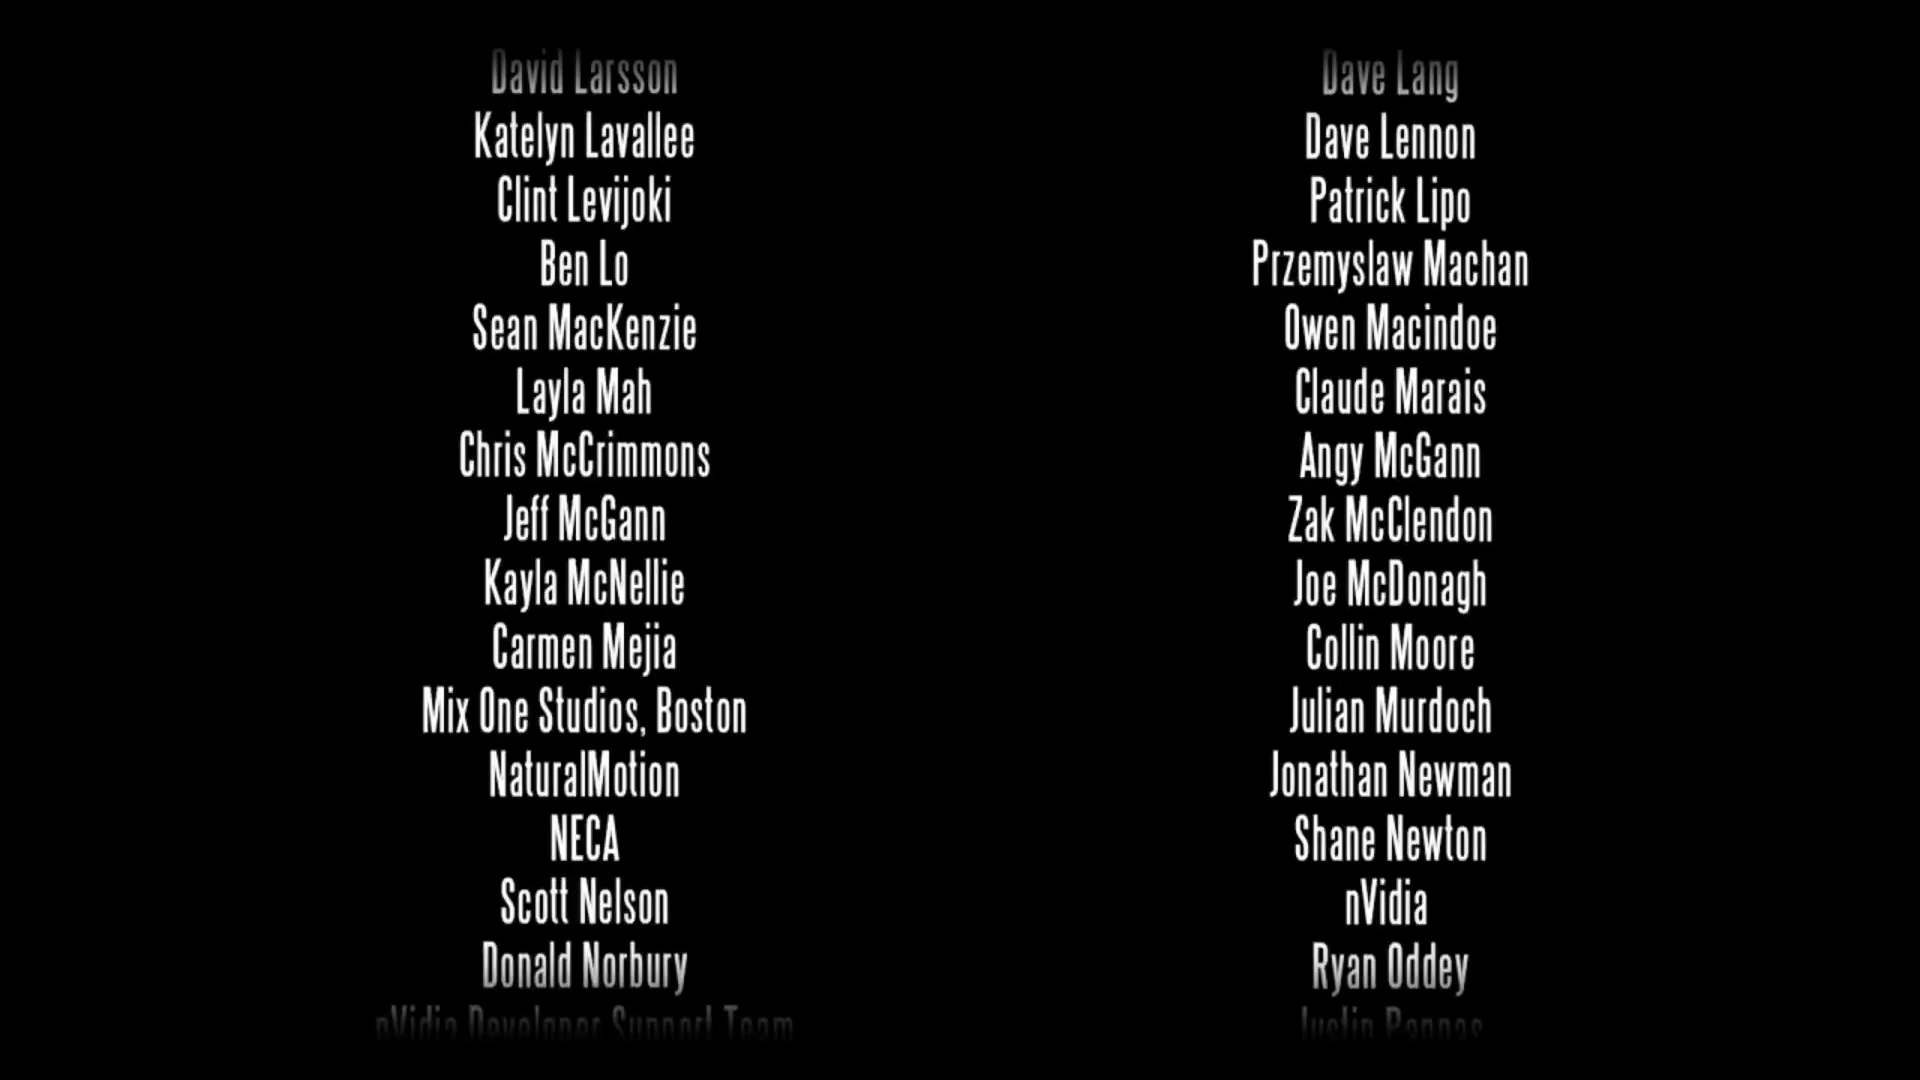 David Larsson
Katelyn Lavallee
Clint Levijoki
Ben Lo
Sean MacKenzie
Layla Mah
Chris McCrimmons
Jeff McGann
Kayla McNellie
Carmen Mejia
Mix One Studios, Boston
NaturalMotion
NECA
Scott Nelson
Donald Norbury
nVidia Developer Support Team
Dave Lang
Dave Lennon
Patrick Lipo
Przemyslaw Machan
Owen Macindoe
Claude Marais
Angy McGann
Zak McClendon
Joe McDonagh
Collin Moore
Julian Murdoch
Jonathan Newman
Shane Newton
nVidia
Ryan Oddey
Justin Pappas